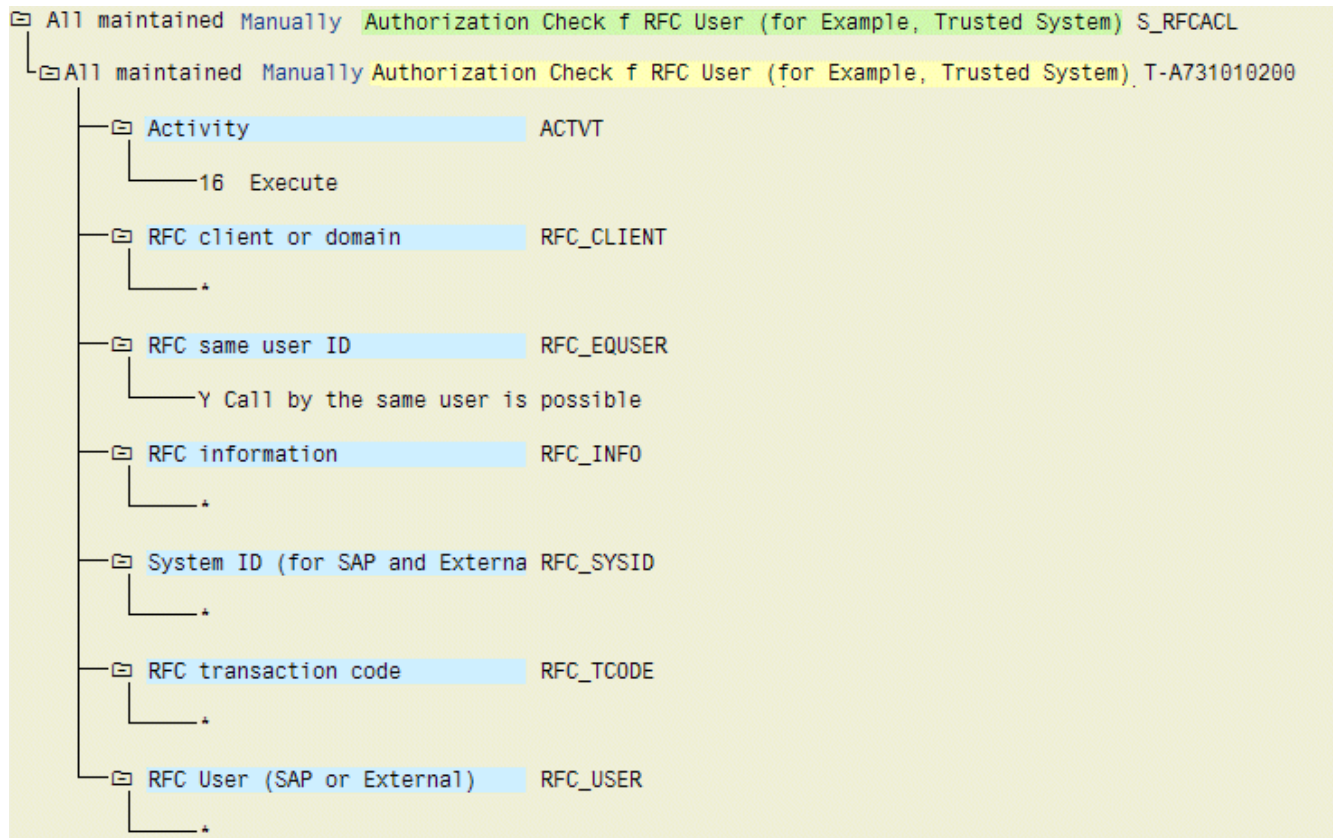 All maintained Manually Authorization Check f RFC User (for Example, Trusted System) S_RFCACL
All maintained Manually Authorization Check f RFC User (for Example, Trusted System) T-A731010200
Activity ACTVT
16 Execute
RFC client or domain RFC_CLIENT
*
RFC same user ID RFC_EQUSER
Y Call by the same user is possible
RFC information RFC_INFO
*
System ID (for SAP and Externa RFC_SYSID
*
RFC transaction code RFC_TCODE
*
RFC User (SAP or External) RFC_USER
*